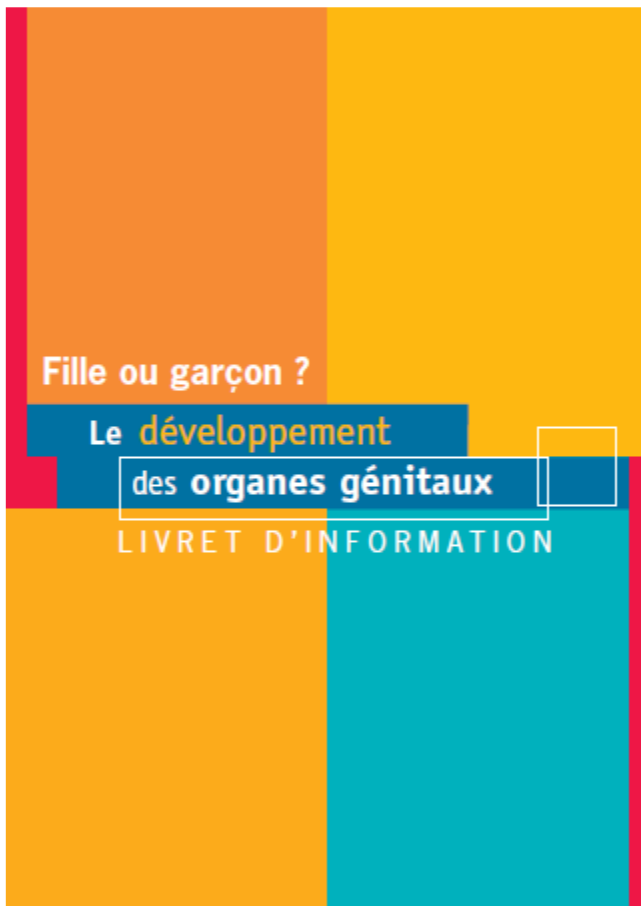 Fille ou garçon ?
Le développement
des organes génitaux
LIVRET D'INFORMATION